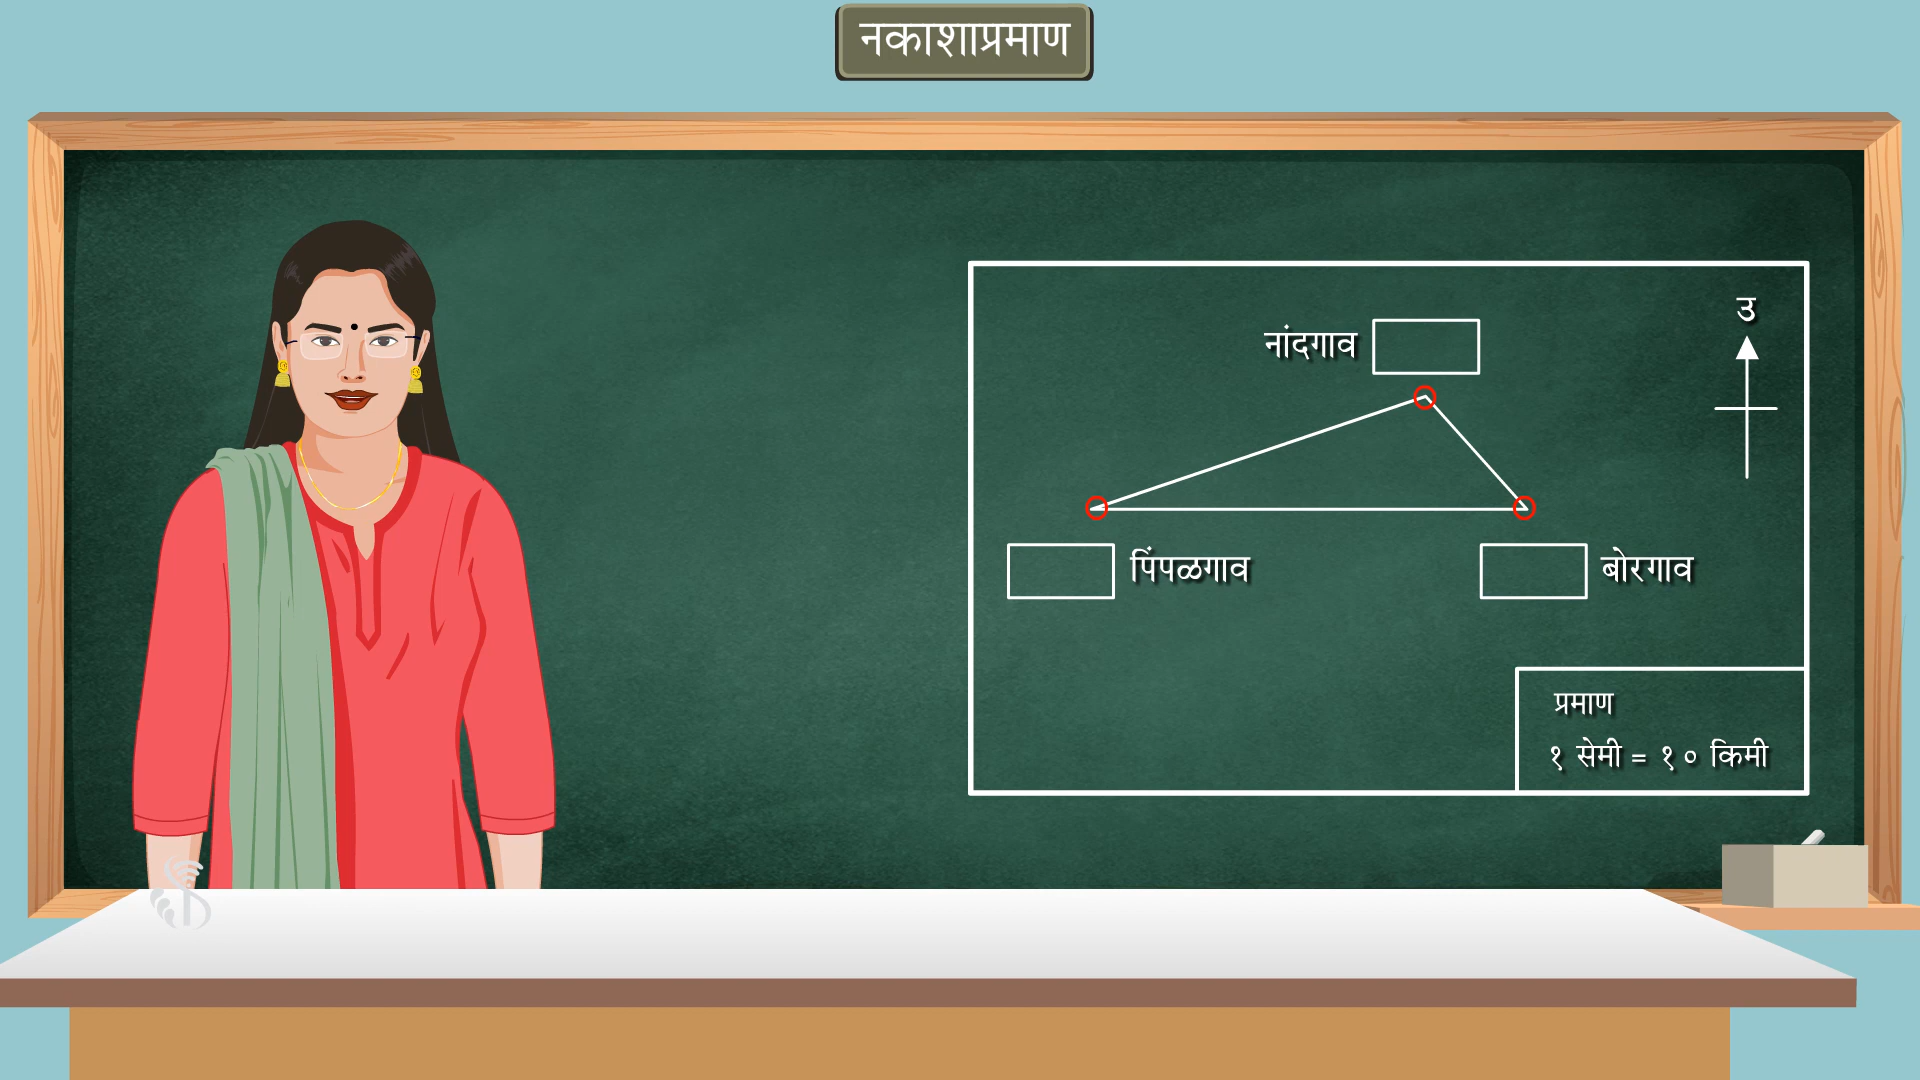 नकाशाप्रमाण
उ
नांदगाव
पिंपळगाव
बोरगाव
प्रमाण
१ सेमी = १० किमी